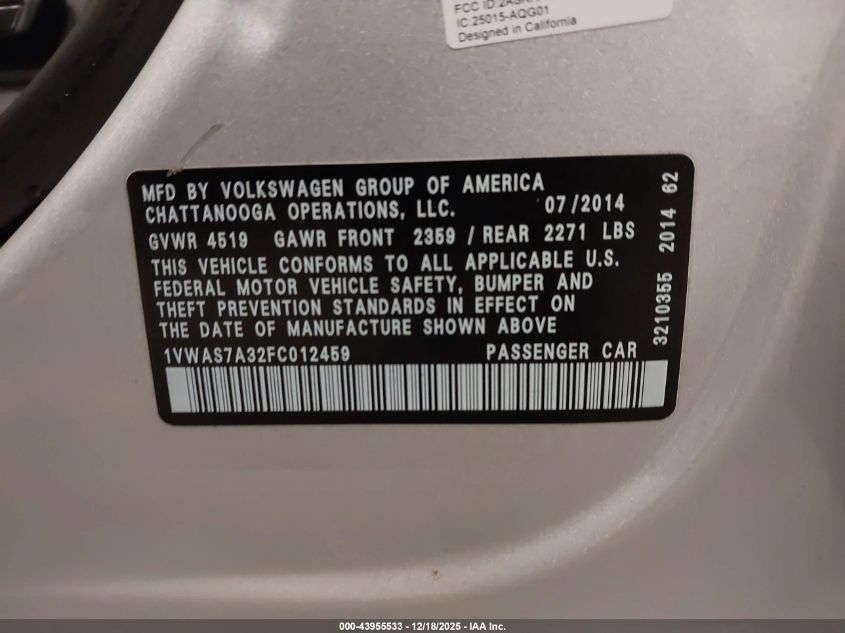 FCC ID:
IC:25015-AQG01
Designed in California
MFD BY VOLKSWAGEN GROUP OF AMERICA
CHATTANOOGA OPERATIONS, LLC. 07/2014
GVWR 4519 GAWR FRONT 2359 / REAR 2271 LBS
THIS VEHICLE CONFORMS TO ALL APPLICABLE U.S.
FEDERAL MOTOR VEHICLE SAFETY, BUMPER AND
THEFT PREVENTION STANDARDS IN EFFECT ON
THE DATE OF MANUFACTURE SHOWN ABOVE
1VWAS7A32FC012459 PASSENGER CAR
3210355 2014 62
000-43955533 - 12/18/2025 - IAA Inc.